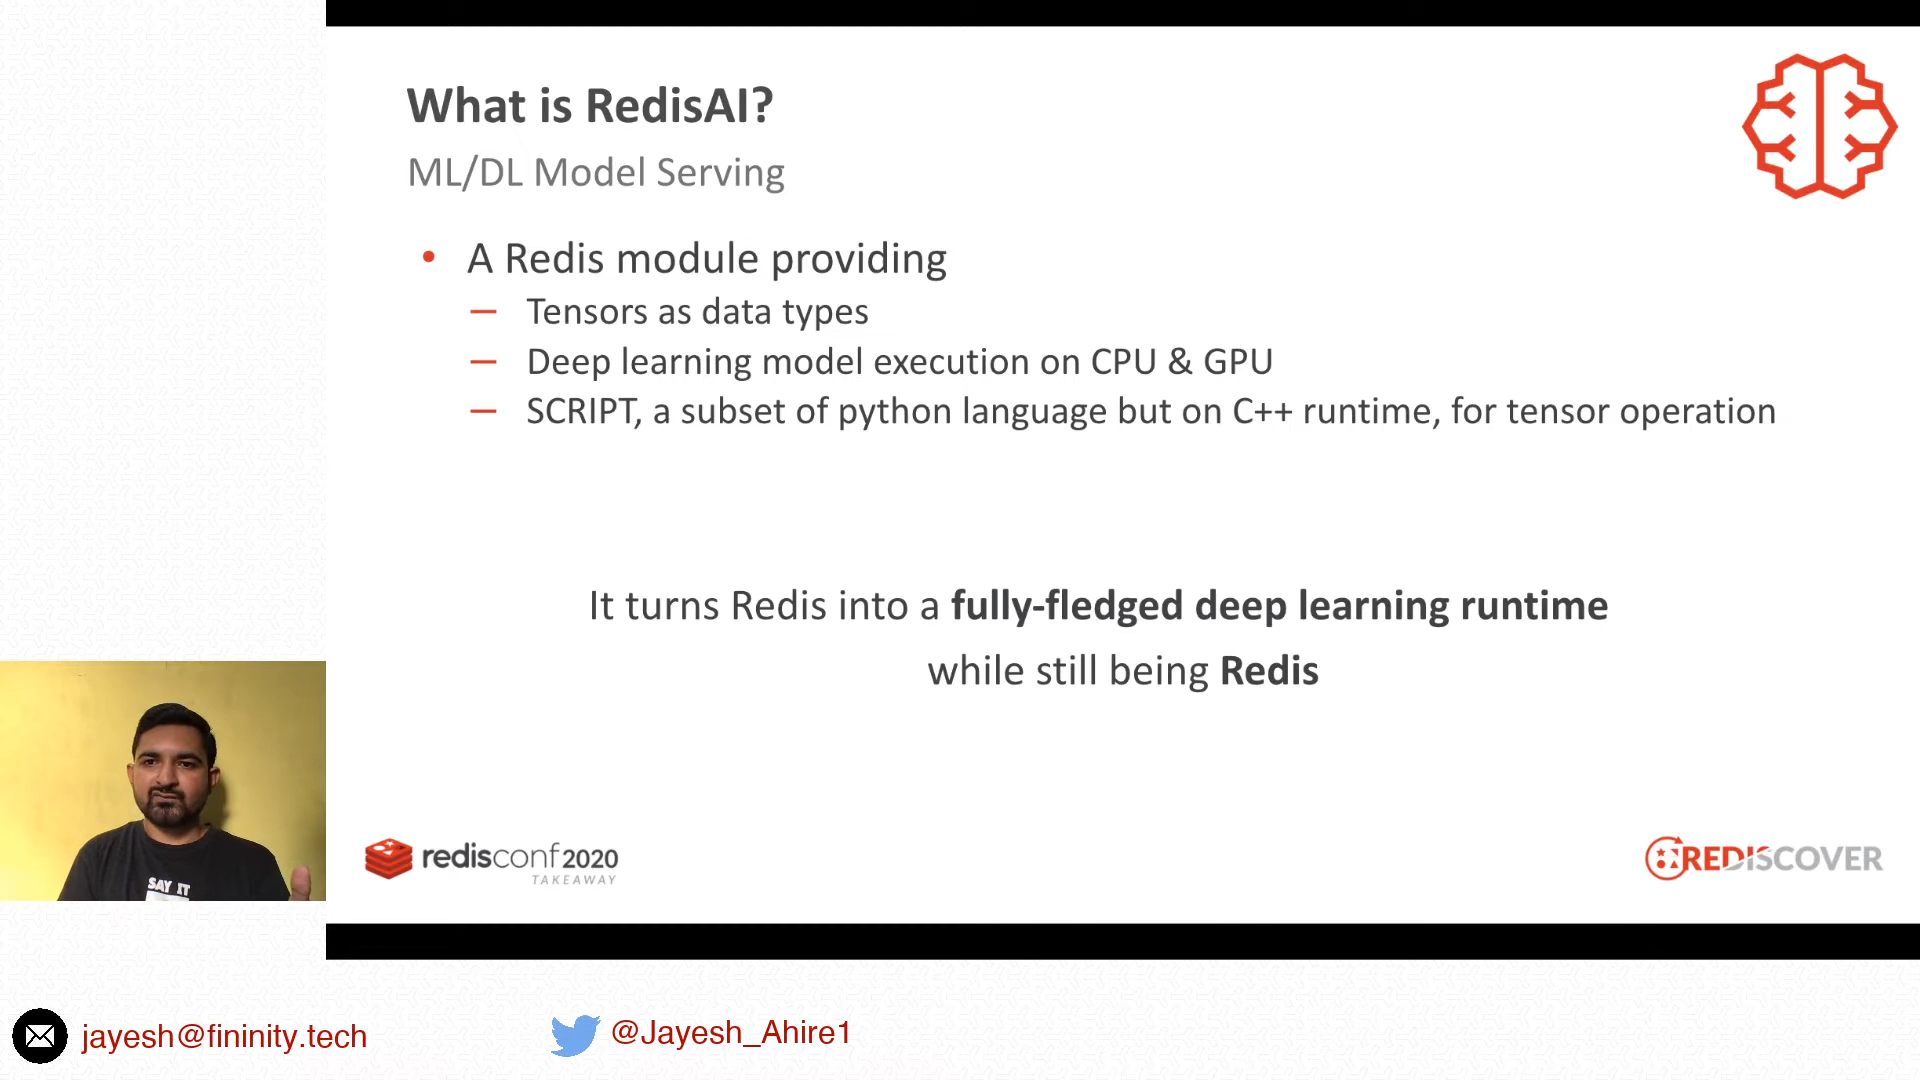 What is RedisAI?
ML/DL Model Serving
• A Redis module providing
— Tensors as data types
— Deep learning model execution on CPU & GPU
— SCRIPT, a subset of python language but on C++ runtime, for tensor operation
It turns Redis into a fully-fledged deep learning runtime
while still being Redis
SAY IT
redisconf 2020
TAKEAWAY
REDISCOVER
jayesh@fininity.tech
@Jayesh_Ahire1